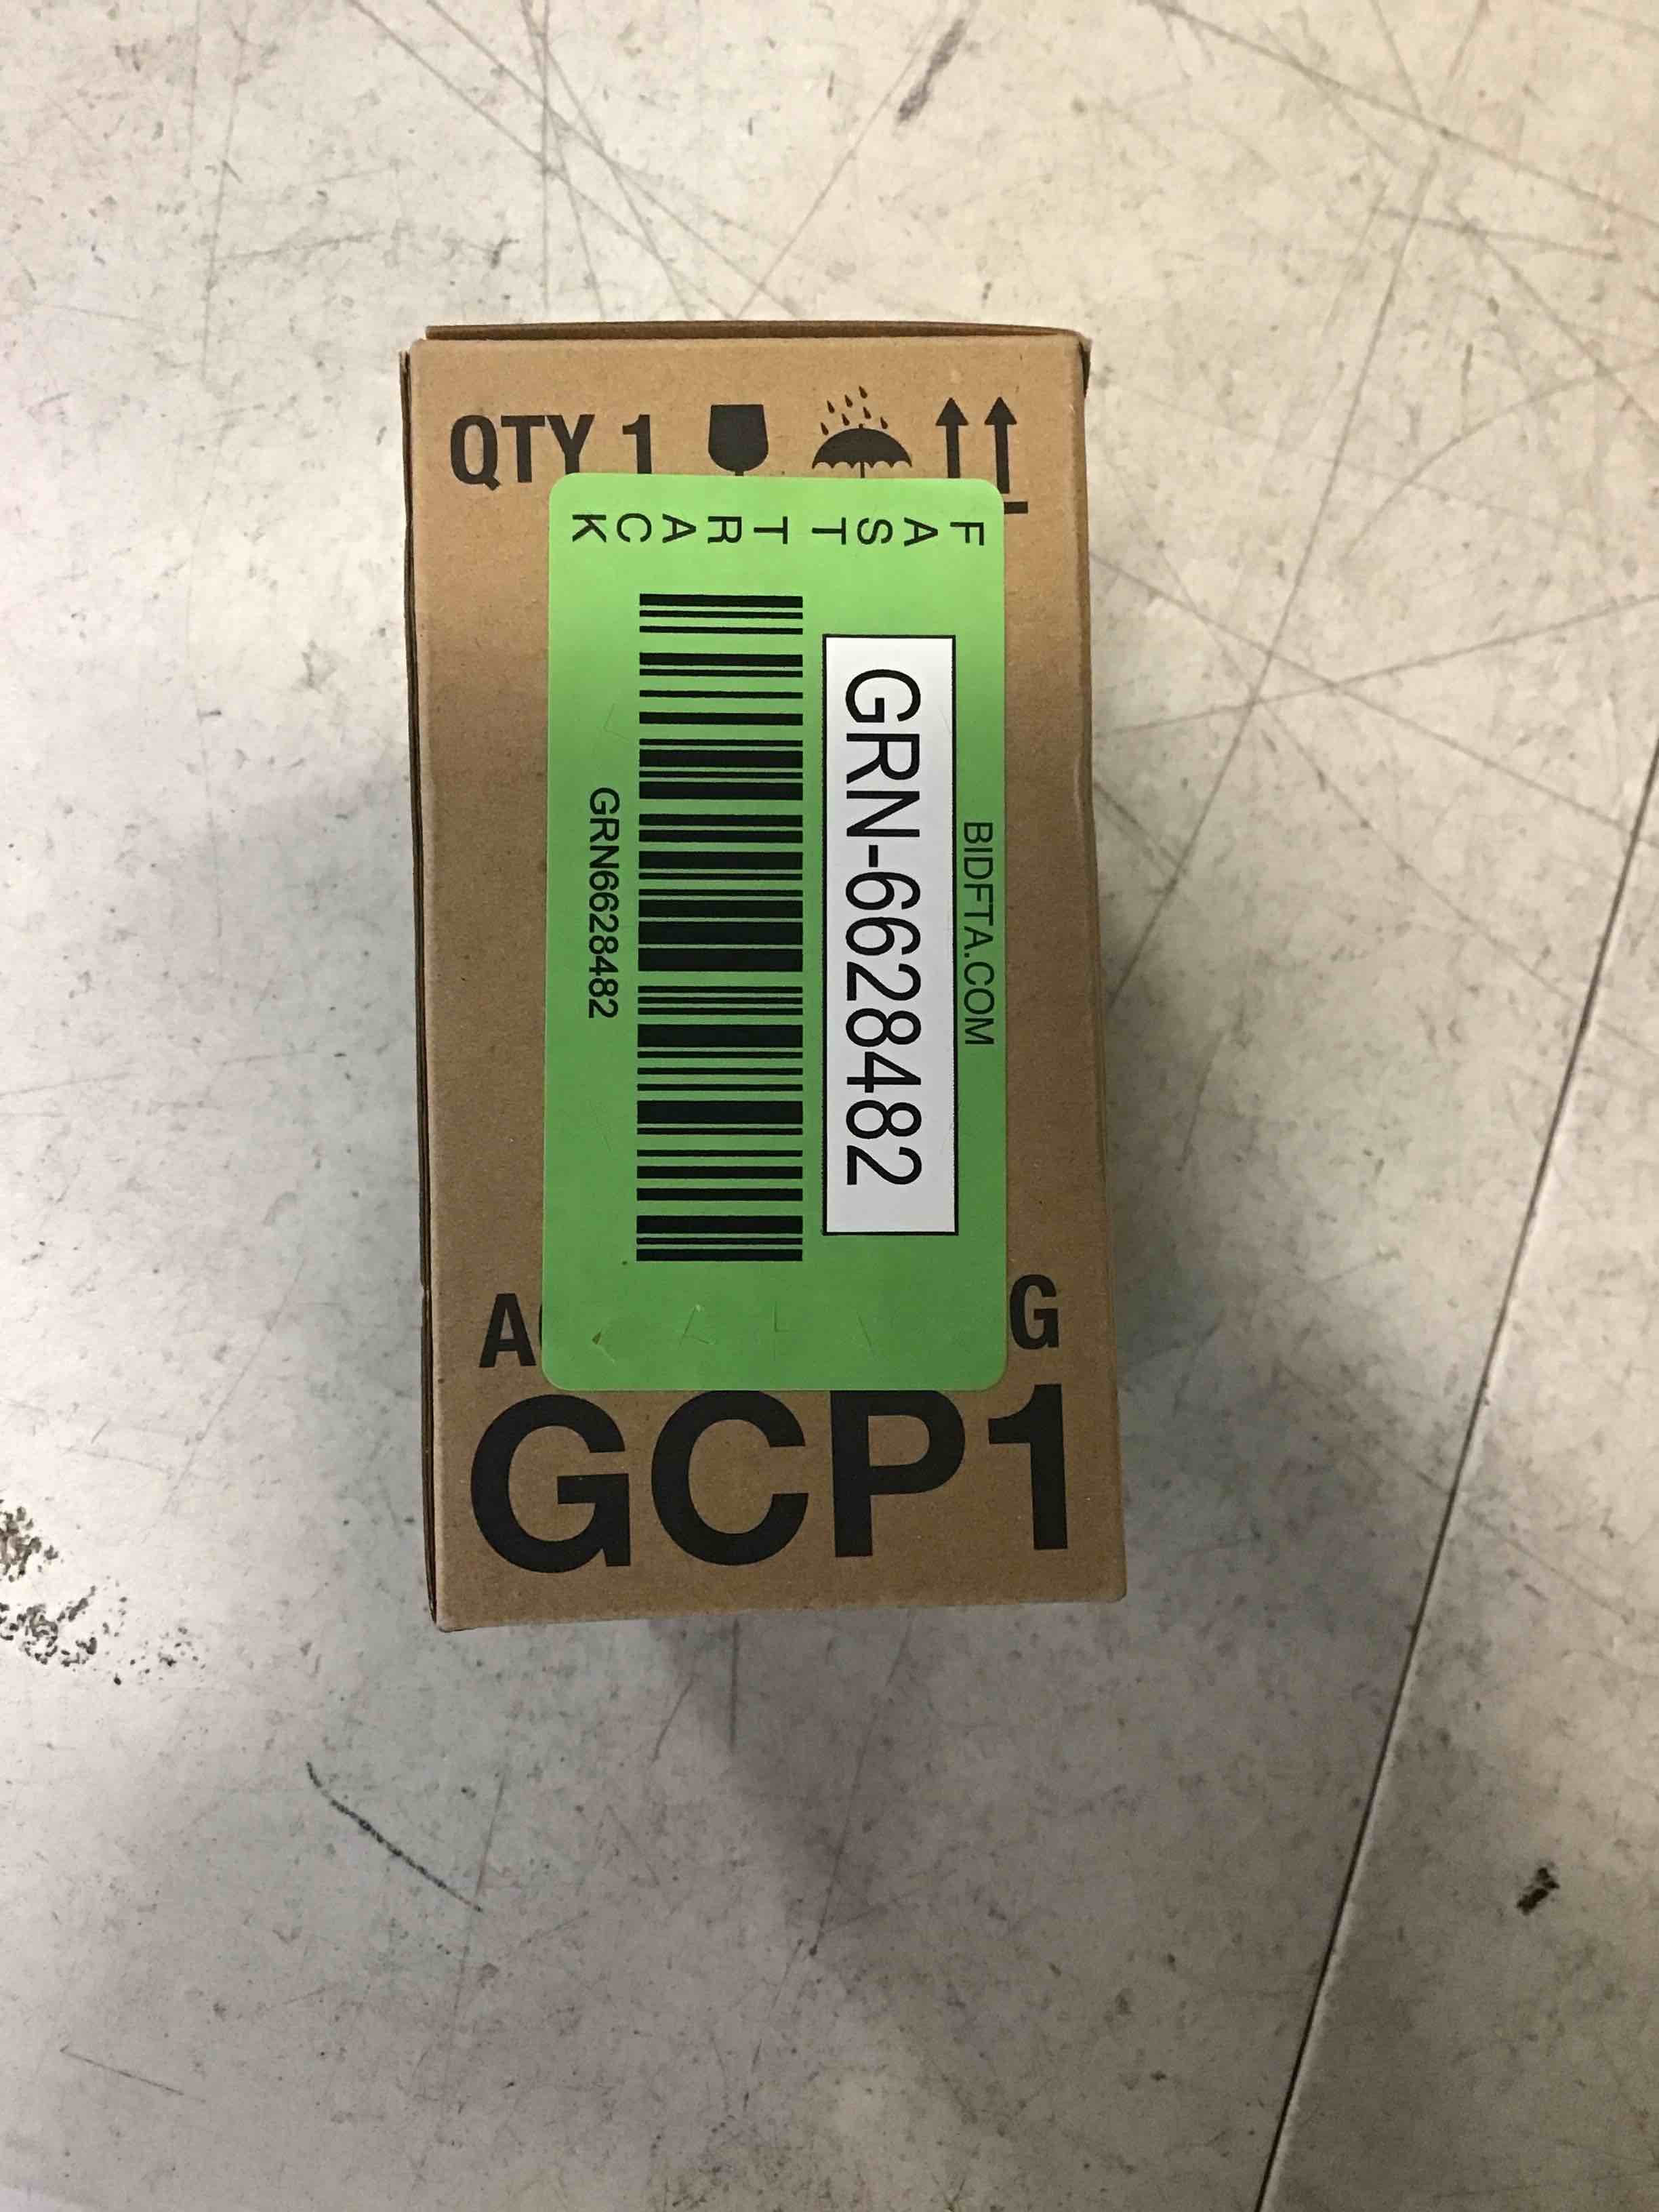 QTY 1
FAST TRACK
BIDFTA.COM
GRN-6628482
GRN6628482
G
GCP1